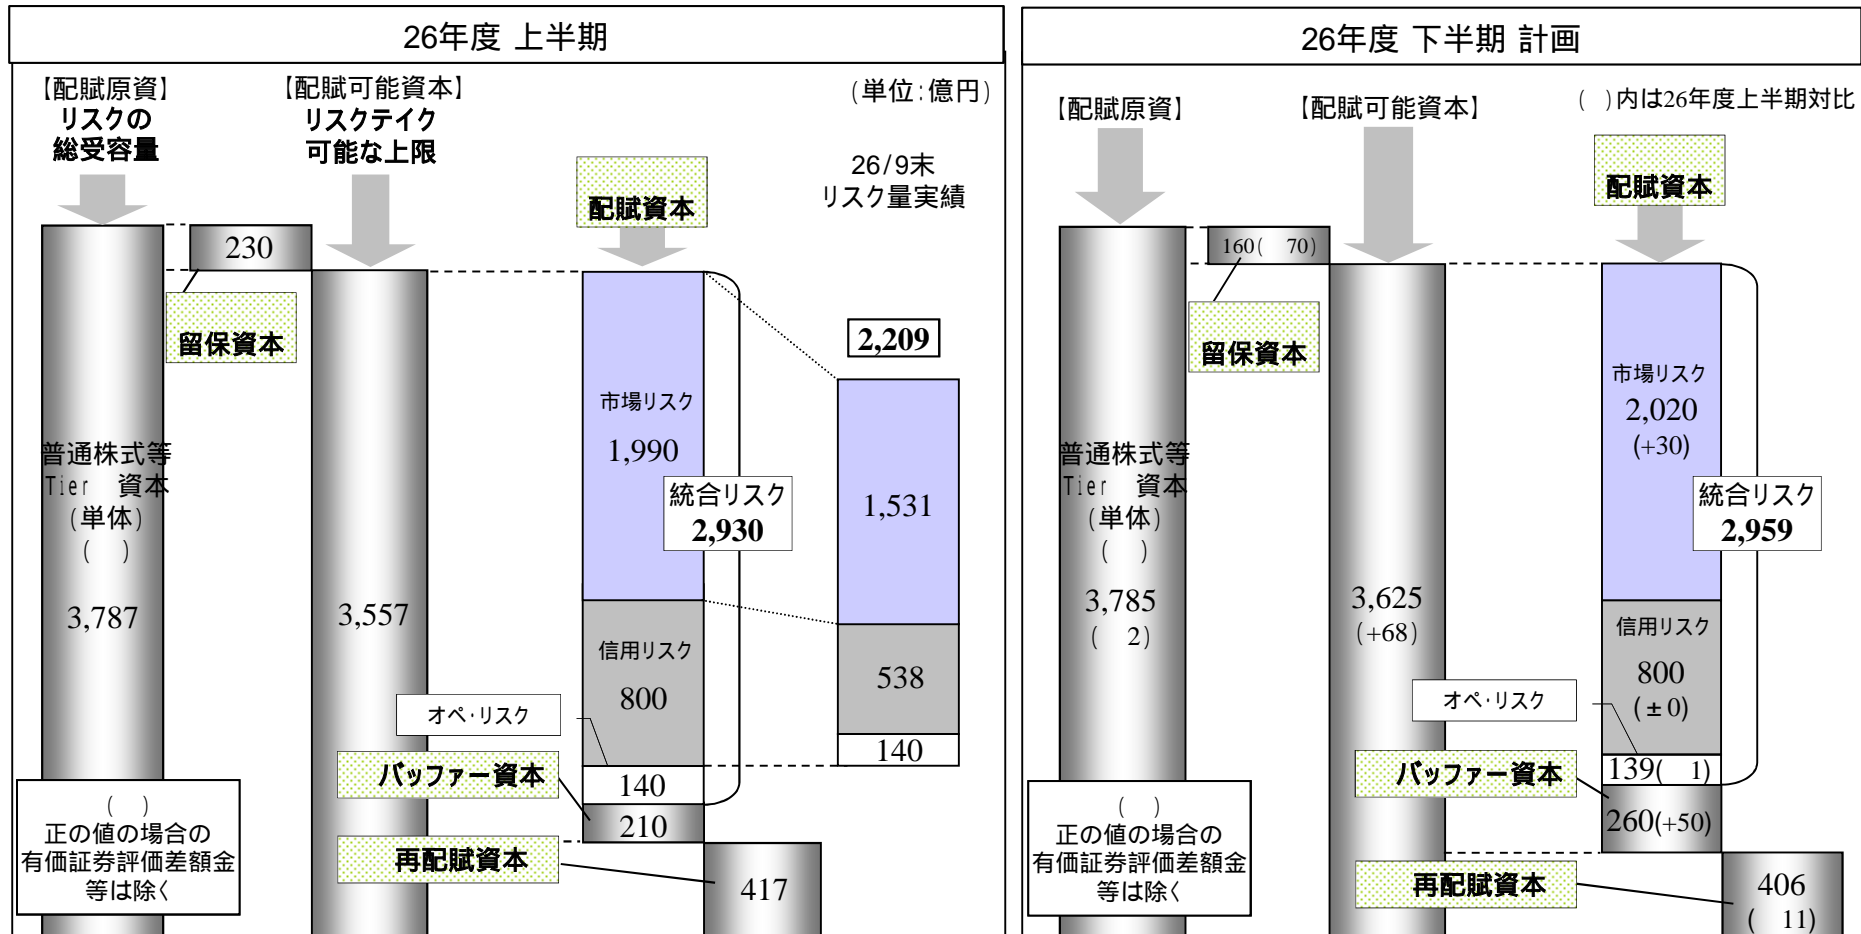 26年度 上半期
【配賦原資】
リスクの
総受容量
【配賦可能資本】
リスクテイク
可能な上限
(単位:億円)
26/9末
リスク量実績
配賦資本
230
留保資本
2,209
市場リスク
1,990
統合リスク
2,930
1,531
普通株式等
Tier 資本
(単体)
( )
3,787
3,557
信用リスク
800
538
オペ・リスク
140
140
バッファー資本
210
再配賦資本
417
( )
正の値の場合の
有価証券評価差額金
等は除く
26年度 下半期 計画
【配賦原資】
【配賦可能資本】
( )内は26年度上半期対比
配賦資本
160( 70)
留保資本
市場リスク
2,020
(+30)
統合リスク
2,959
普通株式等
Tier 資本
(単体)
( )
3,785
( 2)
3,625
(+68)
信用リスク
800
(±0)
オペ・リスク
139( 1)
バッファー資本
260(+50)
再配賦資本
406
( 11)
( )
正の値の場合の
有価証券評価差額金
等は除く